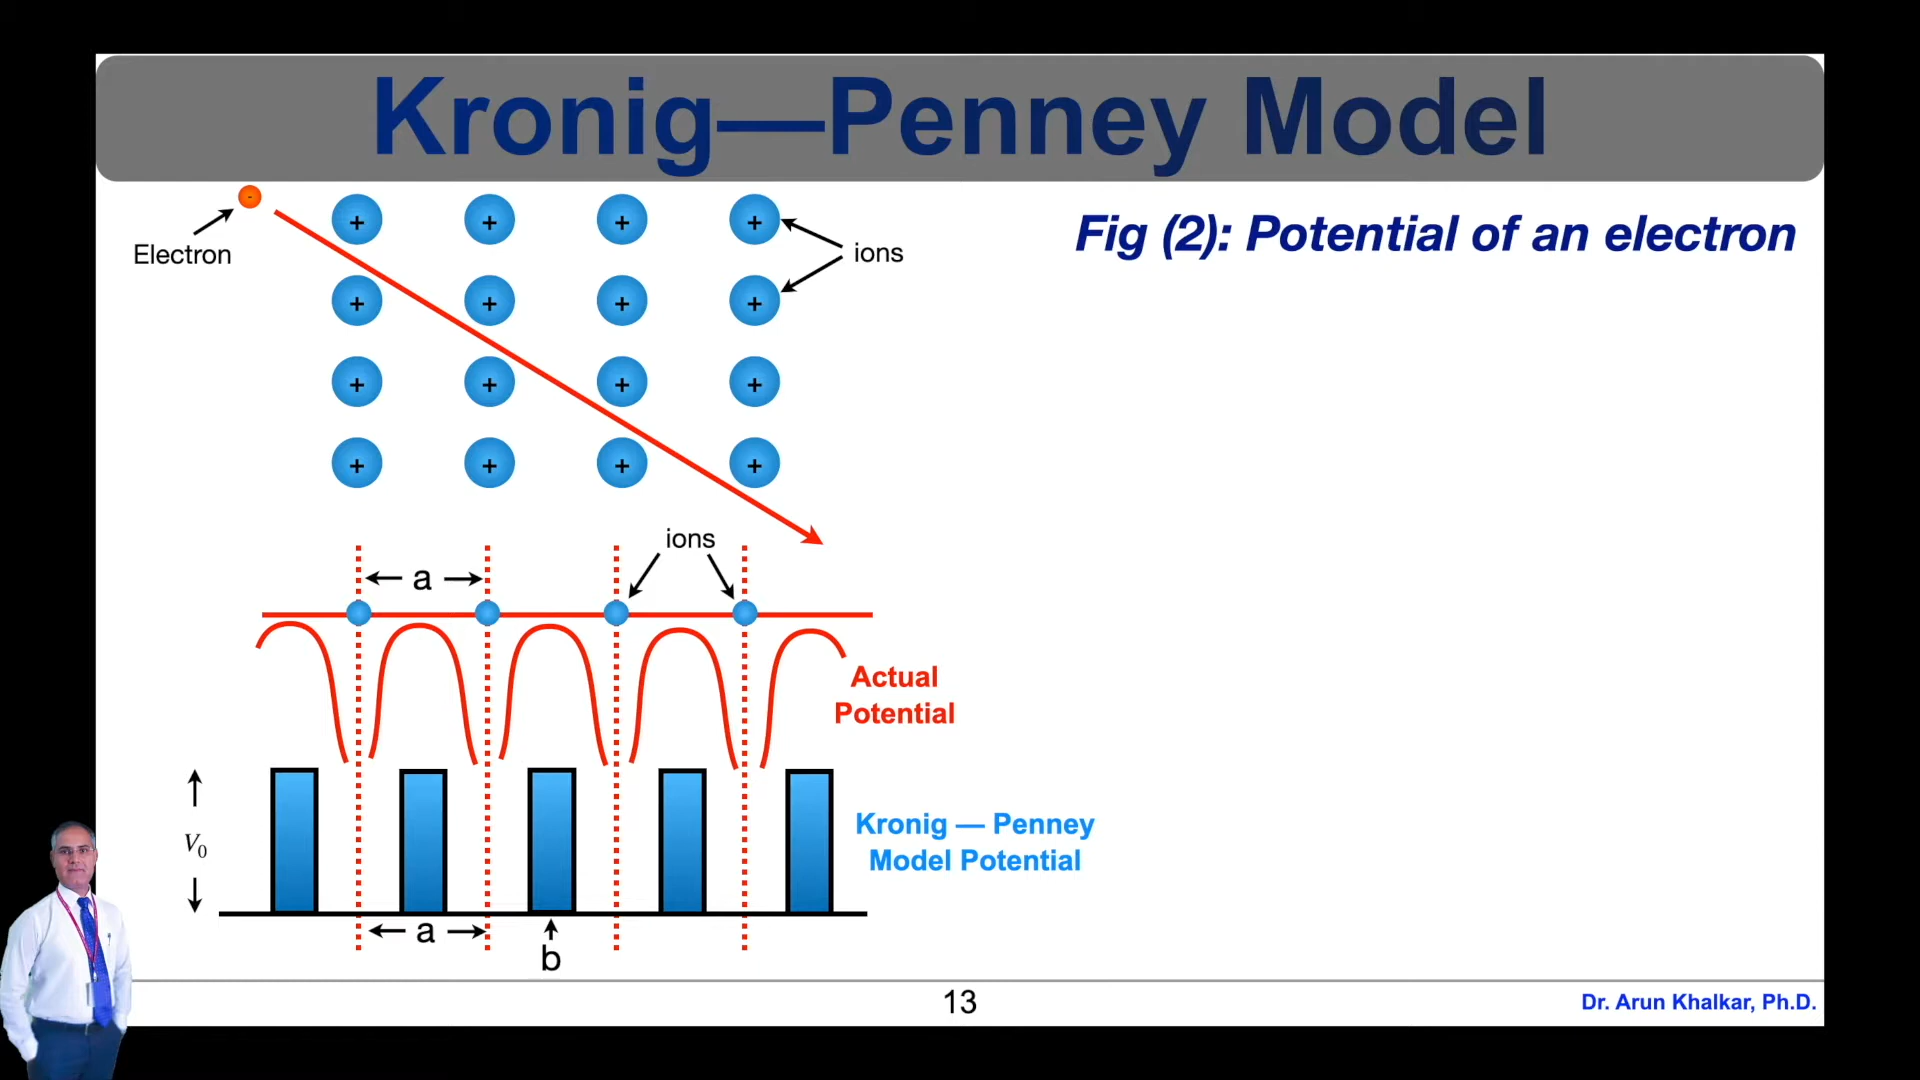 Kronig—Penney Model
-
Electron
+ + + +
ions
Fig (2): Potential of an electron
+ + + +
+ + + +
+ + + +
ions
a
Actual
Potential
V0
Kronig — Penney
Model Potential
a
b
13
Dr. Arun Khalkar, Ph.D.